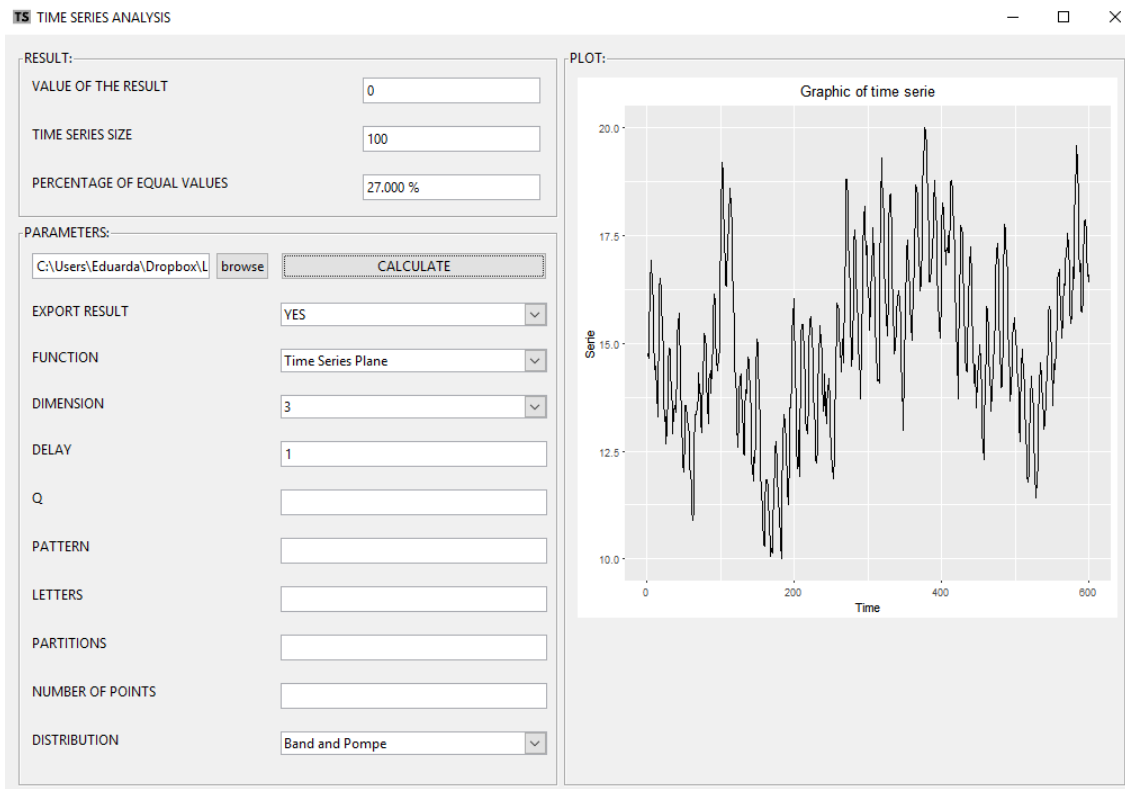 TS TIME SERIES ANALYSIS
RESULT:
VALUE OF THE RESULT 0
TIME SERIES SIZE 100
PERCENTAGE OF EQUAL VALUES 27.000 %
PARAMETERS:
C:\Users\Eduarda\Dropbox\L browse CALCULATE
EXPORT RESULT YES
FUNCTION Time Series Plane
DIMENSION 3
DELAY 1
Q
PATTERN
LETTERS
PARTITIONS
NUMBER OF POINTS
DISTRIBUTION Band and Pompe
PLOT:
Graphic of time serie
20.0
17.5
15.0
12.5
10.0
Serie
0 200 400 600
Time